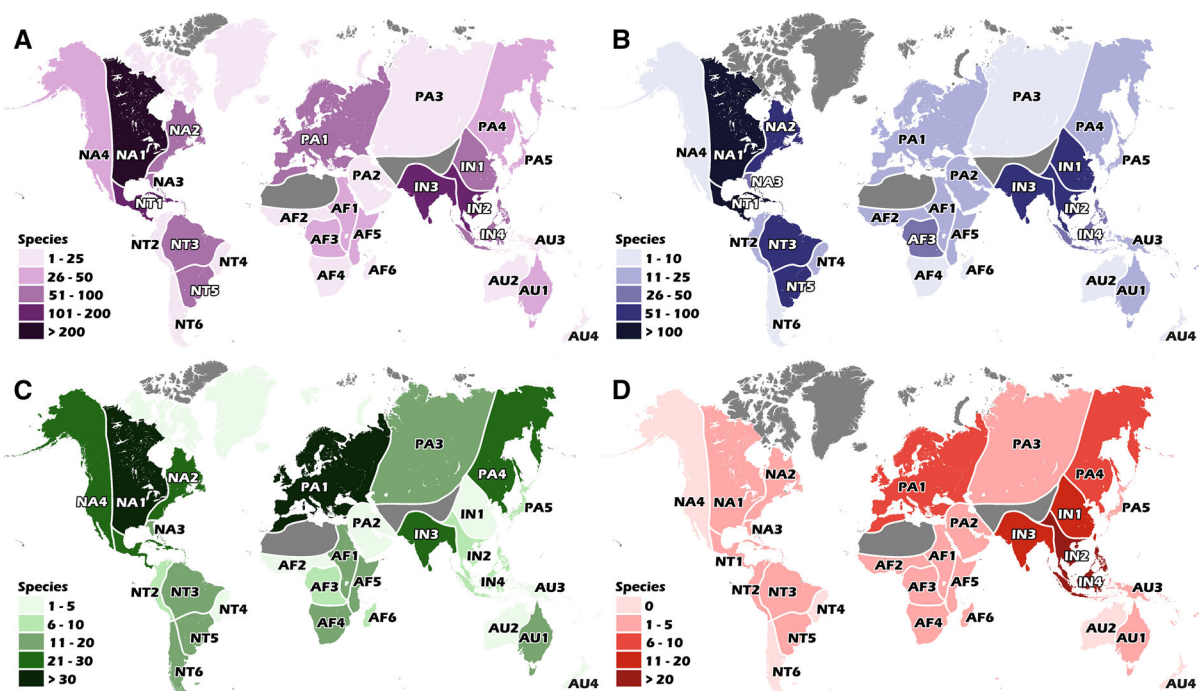 A
NA4
NA1
NA2
NA3
NT1
NT2
NT3
NT4
NT5
NT6
PA1
PA2
PA3
PA4
PA5
IN1
IN2
IN3
IN4
AF1
AF2
AF3
AF4
AF5
AF6
AU1
AU2
AU3
AU4
Species
1 - 25
26 - 50
51 - 100
101 - 200
> 200
B
NA4
NA1
NA2
NA3
NT1
NT2
NT3
NT4
NT5
NT6
PA1
PA2
PA3
PA4
PA5
IN1
IN2
IN3
IN4
AF1
AF2
AF3
AF4
AF5
AF6
AU1
AU2
AU3
AU4
Species
1 - 10
11 - 25
26 - 50
51 - 100
> 100
C
NA4
NA1
NA2
NA3
NT2
NT3
NT4
NT5
NT6
PA1
PA2
PA3
PA4
PA5
IN1
IN2
IN3
IN4
AF1
AF2
AF3
AF4
AF5
AF6
AU1
AU2
AU3
AU4
Species
1 - 5
6 - 10
11 - 20
21 - 30
> 30
D
NA4
NA1
NA2
NA3
NT1
NT2
NT3
NT4
NT5
NT6
PA1
PA2
PA3
PA4
PA5
IN1
IN2
IN3
IN4
AF1
AF2
AF3
AF4
AF5
AF6
AU1
AU2
AU3
AU4
Species
0
1 - 5
6 - 10
11 - 20
> 20